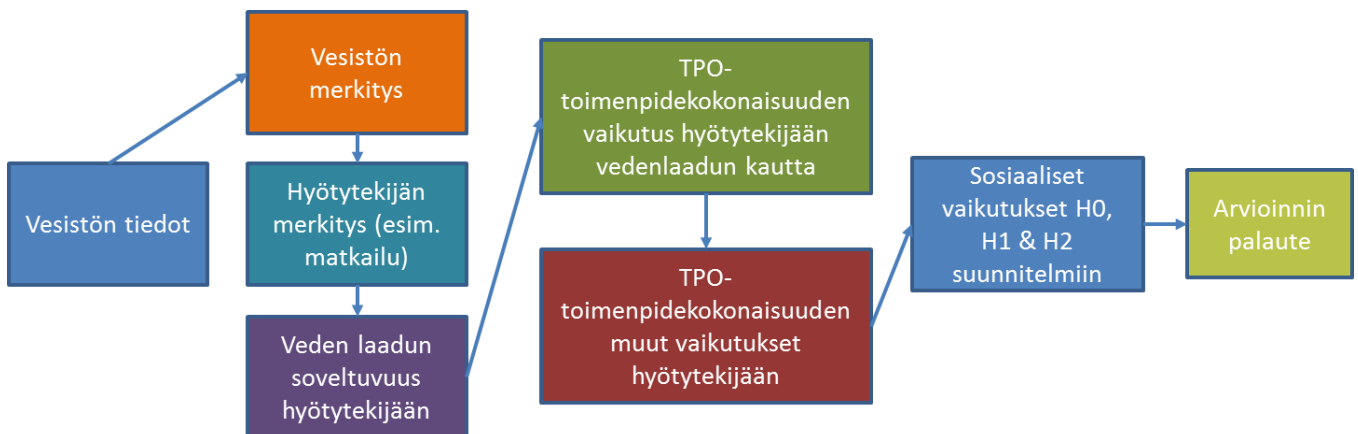 Vesistön tiedot
Vesistön
merkitys
Hyötytekijän
merkitys (esim.
matkailu)
Veden laadun
soveltuvuus
hyötytekijään
TPO-
toimenpidekokonaisuuden
vaikutus hyötytekijään
vedenlaadun kautta
TPO-
toimenpidekokonaisuuden
muut vaikutukset
hyötytekijään
Sosiaaliset
vaikutukset H0,
H1 & H2
suunnitelmiin
Arvioinnin
palaute